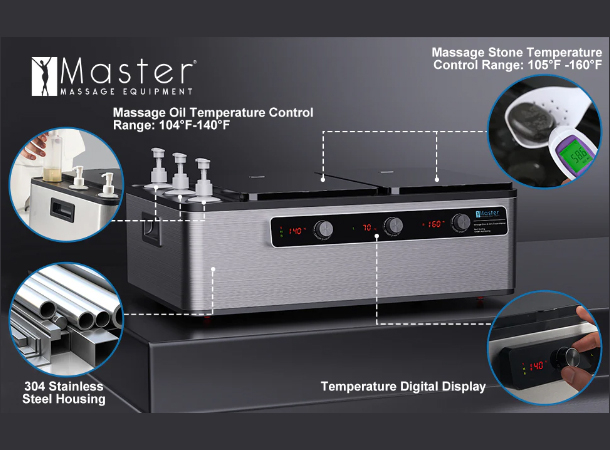 Master®
MASSAGE EQUIPMENT
Massage Stone Temperature
Control Range: 105°F -160°F
Massage Oil Temperature Control
Range: 104°F-140°F
Master
140
70
160
304 Stainless
Steel Housing
Temperature Digital Display
140